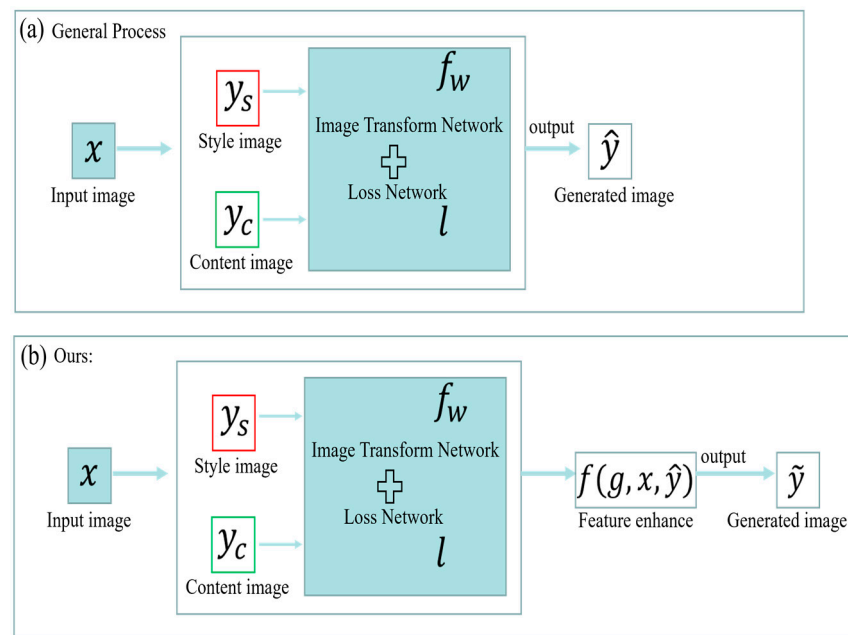 (a) General Process
f_w
y_s
Image Transform Network
output
x
Style image
ŷ
Input image
Loss Network
Generated image
y_c
l
Content image
(b) Ours:
f_w
y_s
Image Transform Network
output
x
Style image
f(g, x, ŷ)
ỹ
Input image
Loss Network
Feature enhance
Generated image
y_c
l
Content image